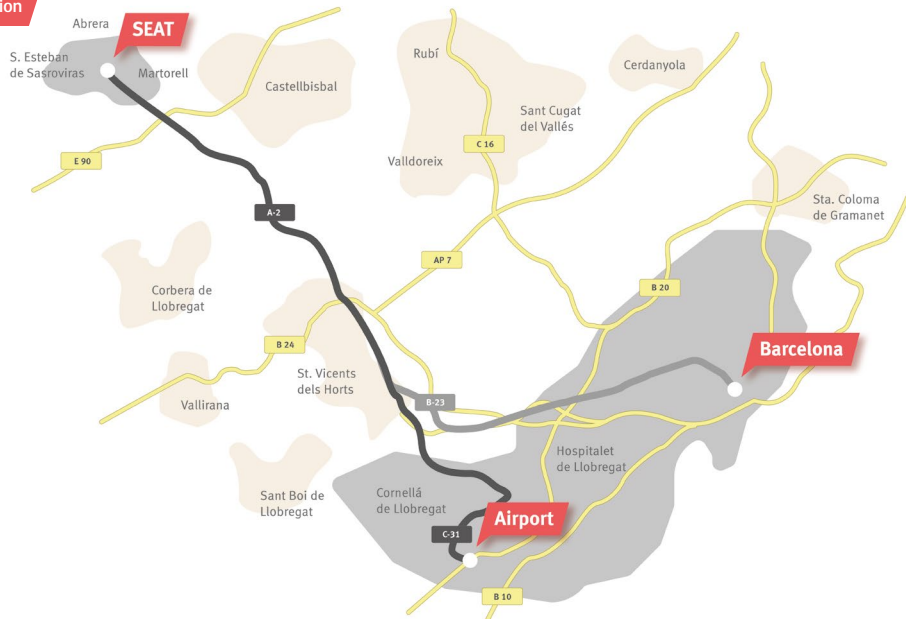 ion
Abrera
SEAT
S. Esteban
de Sasroviras
Martorell
Castellbisbal
Rubí
Cerdanyola
Sant Cugat
del Vallés
E 90
C 16
Valldoreix
Sta. Coloma
de Gramanet
A-2
AP 7
Corbera de
Llobregat
B 20
B 24
Barcelona
St. Vicents
dels Horts
Vallirana
B-23
Hospitalet
de Llobregat
Sant Boi de
Llobregat
Cornellá
de Llobregat
Airport
C-31
B 10